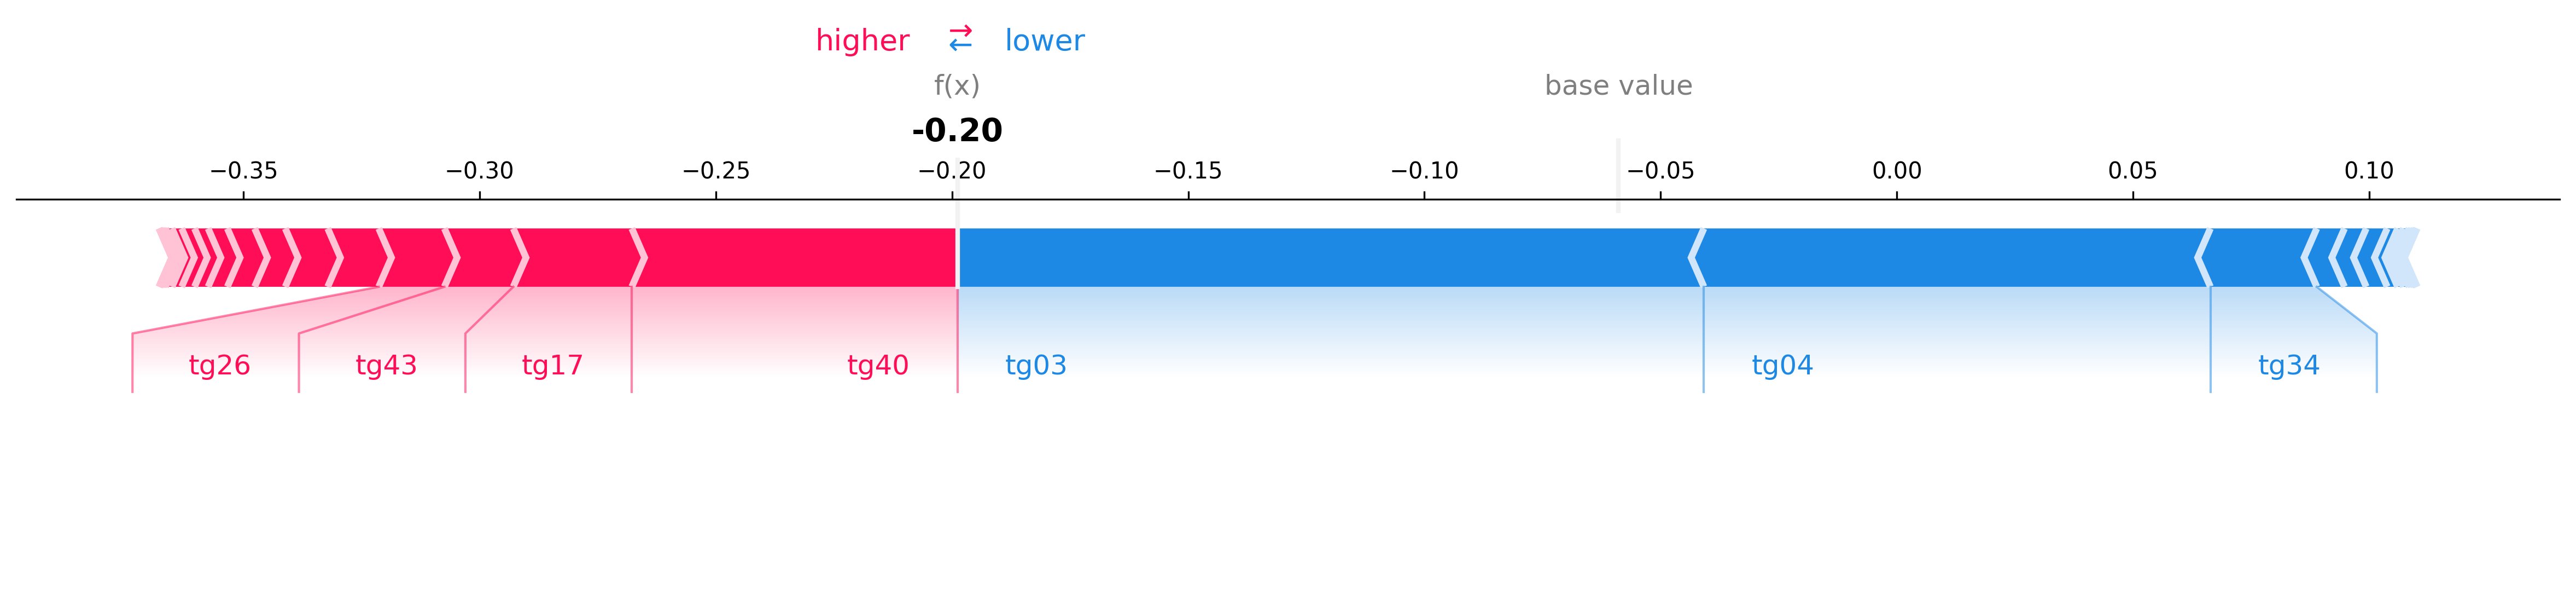 higher ⇄ lower
f(x) base value
-0.20
−0.35 −0.30 −0.25 −0.20 −0.15 −0.10 −0.05 0.00 0.05 0.10
tg26 tg43 tg17 tg40 tg03 tg04 tg34